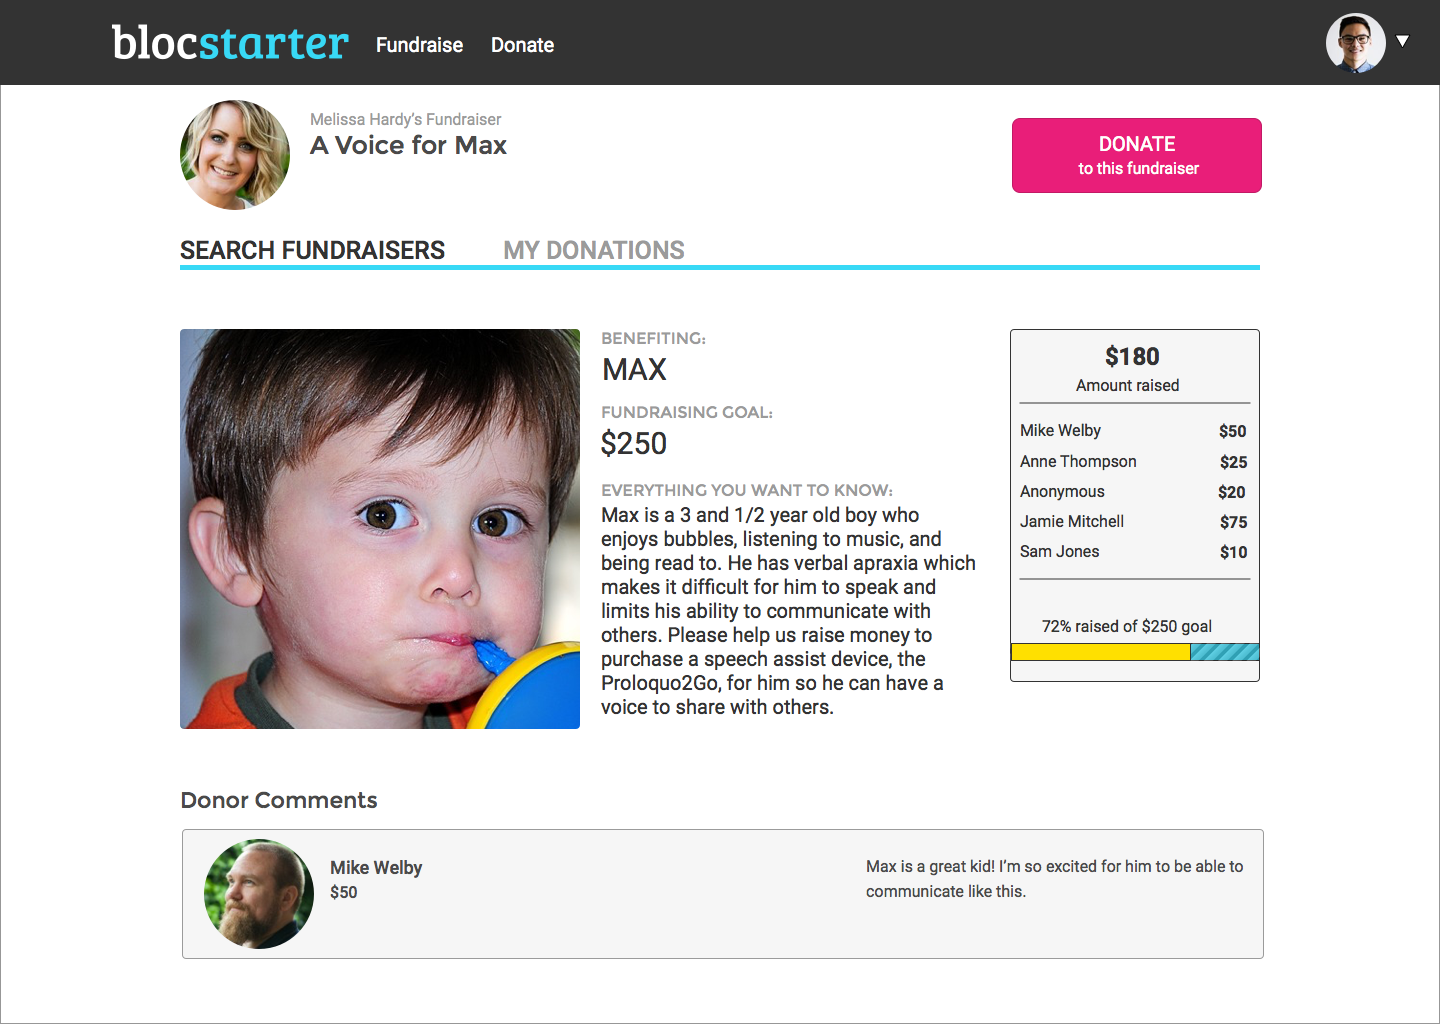 blocstarter Fundraise Donate
Melissa Hardy’s Fundraiser
A Voice for Max
DONATE
to this fundraiser
SEARCH FUNDRAISERS MY DONATIONS
BENEFITING:
MAX
FUNDRAISING GOAL:
$250
EVERYTHING YOU WANT TO KNOW:
Max is a 3 and 1/2 year old boy who
enjoys bubbles, listening to music, and
being read to. He has verbal apraxia which
makes it difficult for him to speak and
limits his ability to communicate with
others. Please help us raise money to
purchase a speech assist device, the
Proloquo2Go, for him so he can have a
voice to share with others.
$180
Amount raised
Mike Welby $50
Anne Thompson $25
Anonymous $20
Jamie Mitchell $75
Sam Jones $10
72% raised of $250 goal
Donor Comments
Mike Welby
$50
Max is a great kid! I’m so excited for him to be able to
communicate like this.